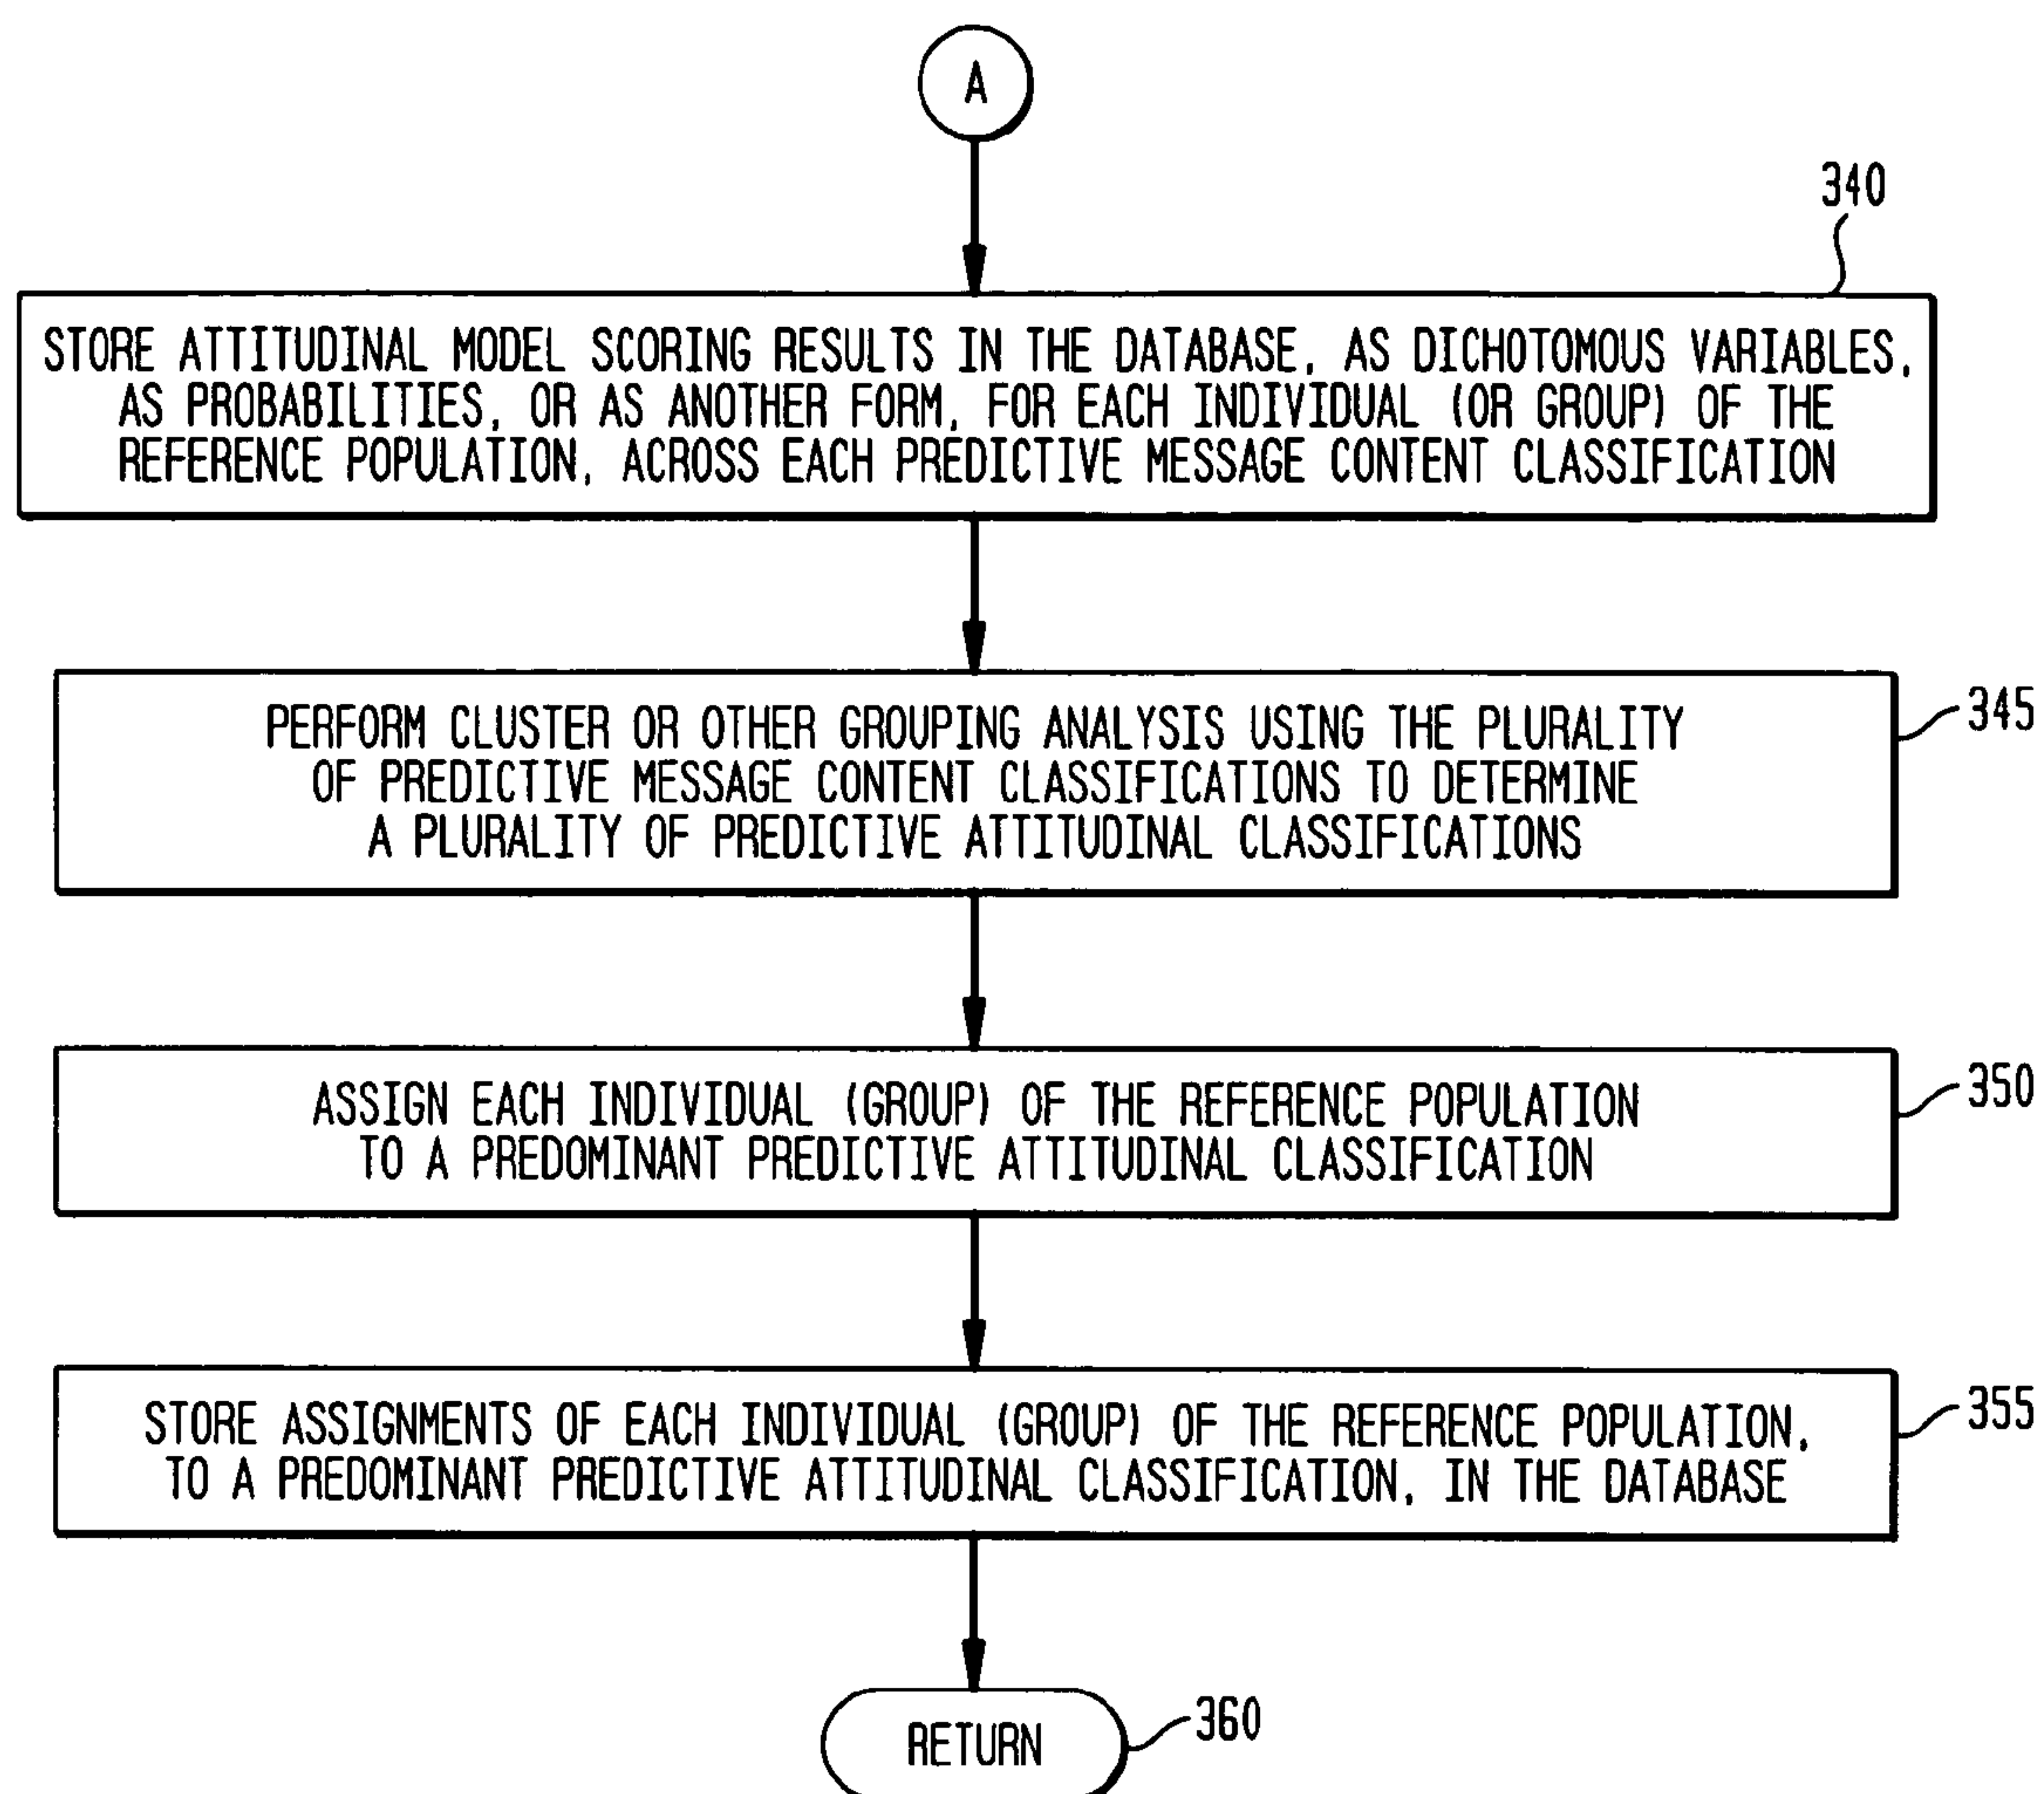 A
340
STORE ATTITUDINAL MODEL SCORING RESULTS IN THE DATABASE, AS DICHOTOMOUS VARIABLES,
AS PROBABILITIES, OR AS ANOTHER FORM, FOR EACH INDIVIDUAL (OR GROUP) OF THE
REFERENCE POPULATION, ACROSS EACH PREDICTIVE MESSAGE CONTENT CLASSIFICATION
345
PERFORM CLUSTER OR OTHER GROUPING ANALYSIS USING THE PLURALITY
OF PREDICTIVE MESSAGE CONTENT CLASSIFICATIONS TO DETERMINE
A PLURALITY OF PREDICTIVE ATTITUDINAL CLASSIFICATIONS
350
ASSIGN EACH INDIVIDUAL (GROUP) OF THE REFERENCE POPULATION
TO A PREDOMINANT PREDICTIVE ATTITUDINAL CLASSIFICATION
355
STORE ASSIGNMENTS OF EACH INDIVIDUAL (GROUP) OF THE REFERENCE POPULATION,
TO A PREDOMINANT PREDICTIVE ATTITUDINAL CLASSIFICATION, IN THE DATABASE
RETURN
360